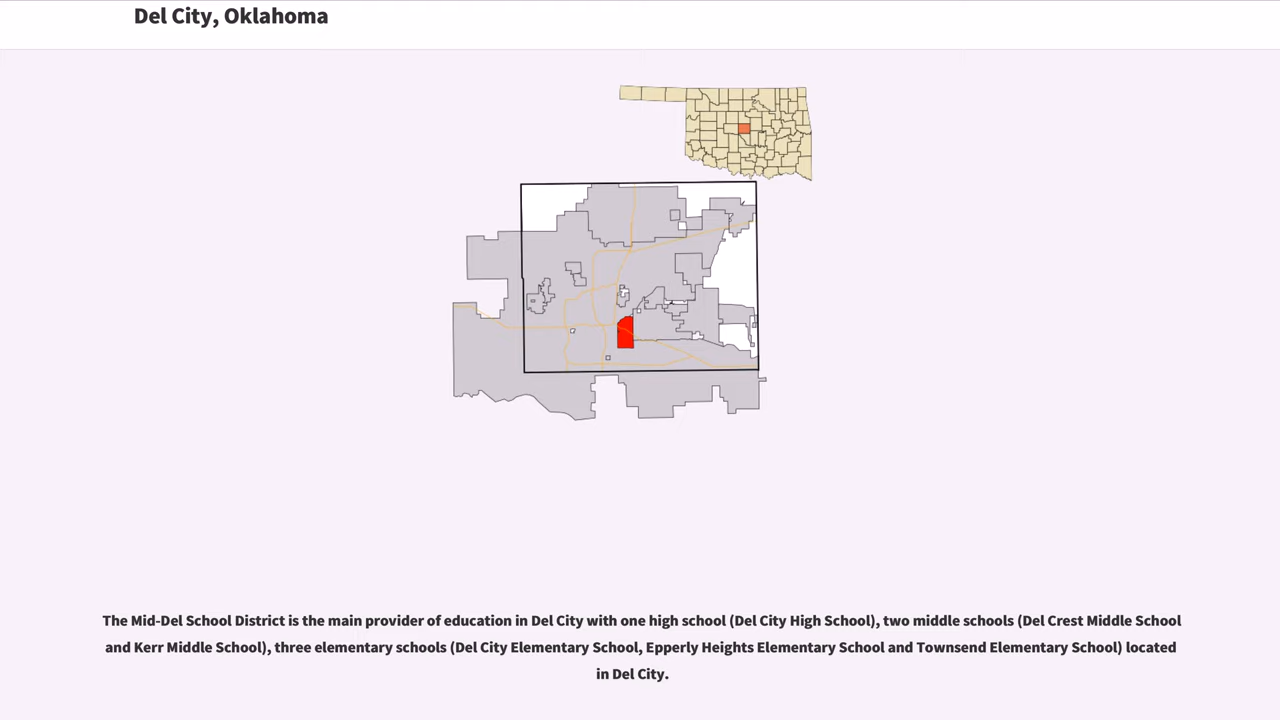 Del City, Oklahoma
The Mid-Del School District is the main provider of education in Del City with one high school (Del City High School), two middle schools (Del Crest Middle School
and Kerr Middle School), three elementary schools (Del City Elementary School, Epperly Heights Elementary School and Townsend Elementary School) located
in Del City.